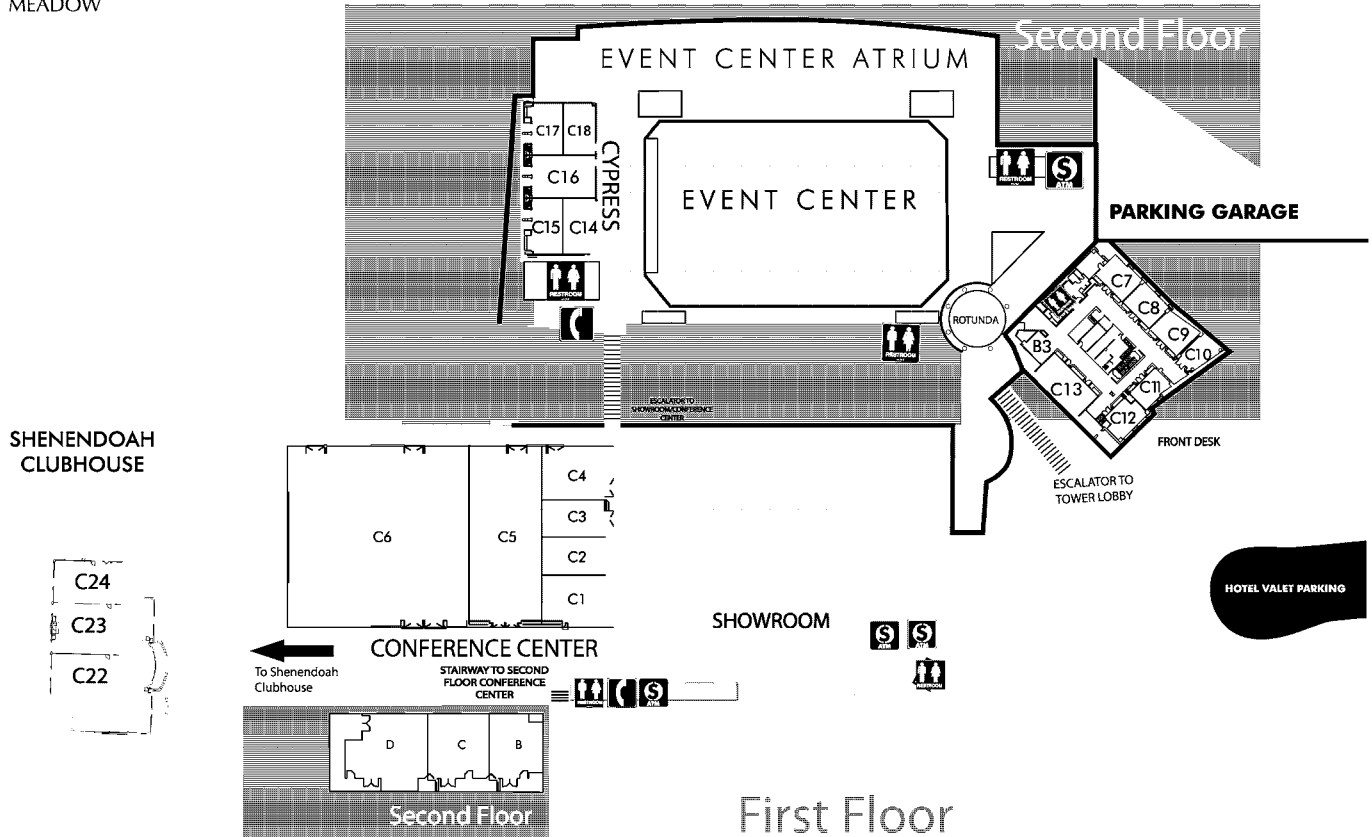 MEADOW
Second Floor
EVENT CENTER ATRIUM
C17
C18
C16
CYPRESS
C15
C14
RESTROOM
EVENT CENTER
RESTROOM
ATM
PARKING GARAGE
ROTUNDA
RESTROOM
C7
C8
C9
C10
B3
C13
C11
C12
FRONT DESK
ESCALATOR TO
SHOWROOM/CONFERENCE
CENTER
ESCALATOR TO
TOWER LOBBY
SHENENDOAH
CLUBHOUSE
C4
C3
C6
C5
C2
C1
C24
C23
C22
HOTEL VALET PARKING
SHOWROOM
ATM
ATM
RESTROOM
CONFERENCE CENTER
To Shenendoah
Clubhouse
STAIRWAY TO SECOND
FLOOR CONFERENCE
CENTER
RESTROOM
ATM
D
C
B
Second Floor
First Floor